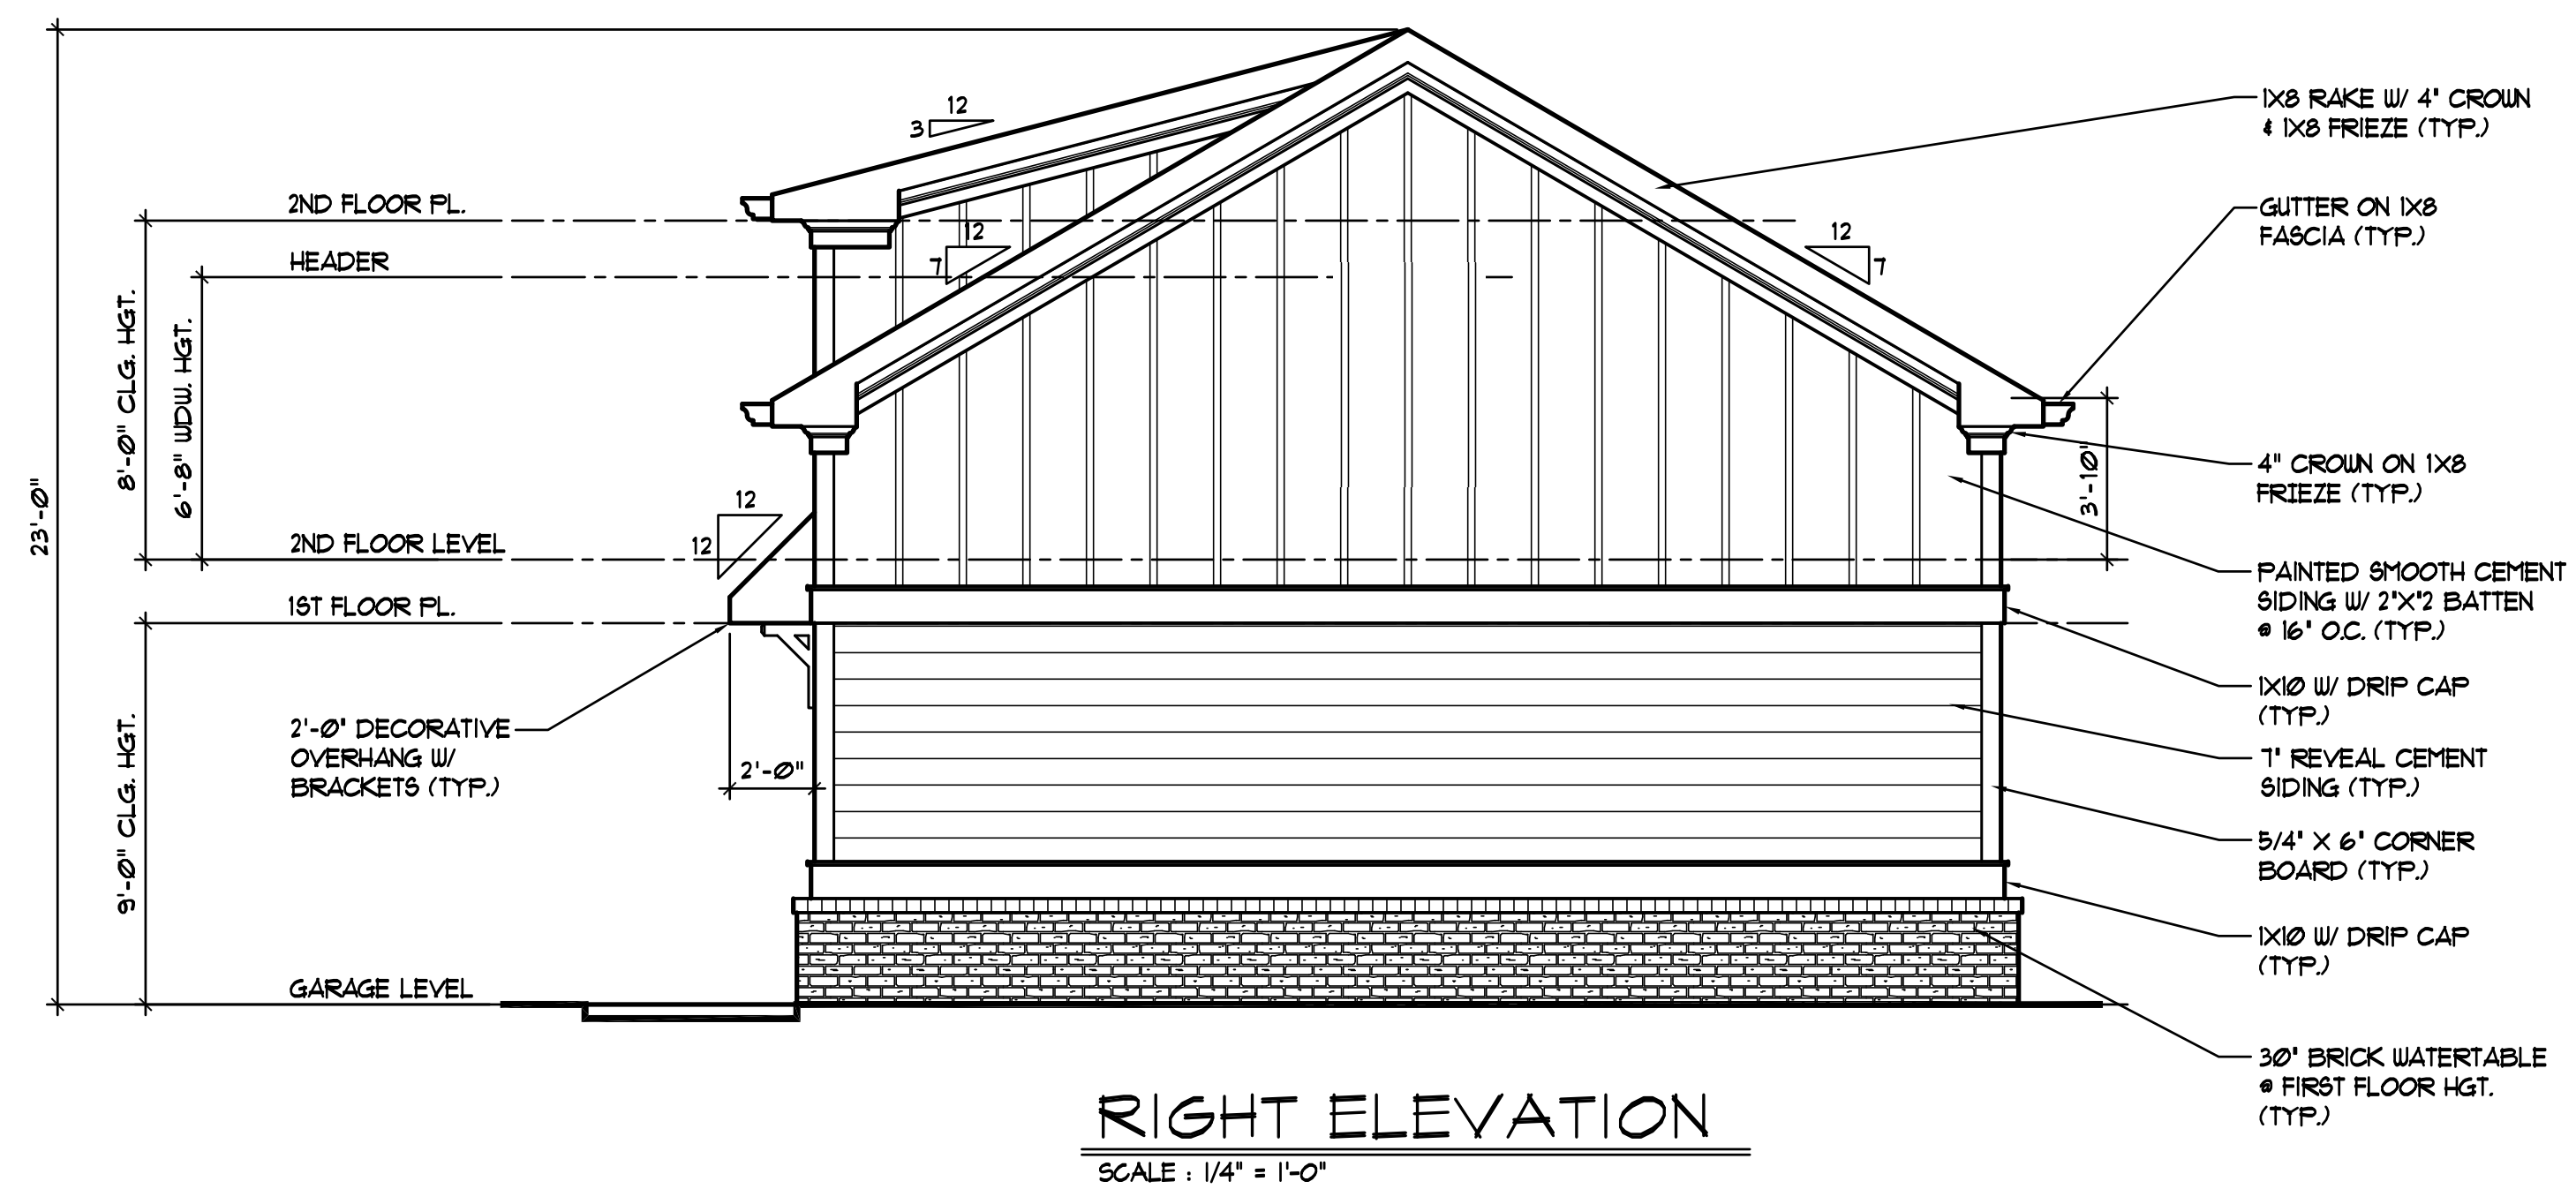 12
3
1X8 RAKE W/ 4" CROWN
& 1X8 FRIEZE (TYP.)
2ND FLOOR PL.
GUTTER ON 1X8
FASCIA (TYP.)
12
7
12
7
HEADER
8'-0" CLG. HGT.
6'-8" WDW. HGT.
23'-0"
4" CROWN ON 1X8
FRIEZE (TYP.)
3'-10"
12
12
2ND FLOOR LEVEL
PAINTED SMOOTH CEMENT
SIDING W/ 2"X"2 BATTEN
@ 16" O.C. (TYP.)
1ST FLOOR PL.
1X10 W/ DRIP CAP
(TYP.)
2'-0" DECORATIVE
OVERHANG W/
BRACKETS (TYP.)
2'-0"
7" REVEAL CEMENT
SIDING (TYP.)
9'-0" CLG. HGT.
5/4" X 6" CORNER
BOARD (TYP.)
1X10 W/ DRIP CAP
(TYP.)
GARAGE LEVEL
30" BRICK WATERTABLE
@ FIRST FLOOR HGT.
(TYP.)
RIGHT ELEVATION
SCALE : 1/4" = 1'-0"